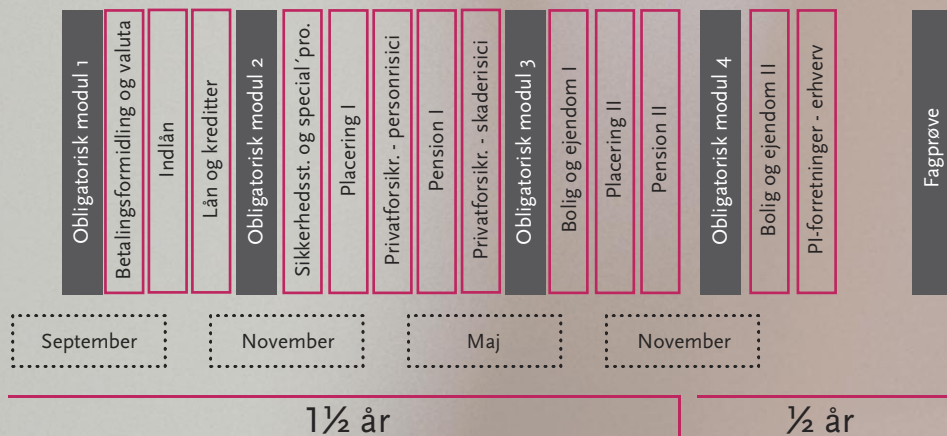 Obligatorisk modul 1
Betalingsformidling og valuta
Indlån
Lån og kreditter
Obligatorisk modul 2
Sikkerhedsst. og special´pro.
Placering I
Privatforsikr. - personrisici
Pension I
Privatforsikr. - skaderisici
Obligatorisk modul 3
Bolig og ejendom I
Placering II
Pension II
Obligatorisk modul 4
Bolig og ejendom II
PI-forretninger - erhverv
Fagprøve
September
November
Maj
November
1½ år
½ år